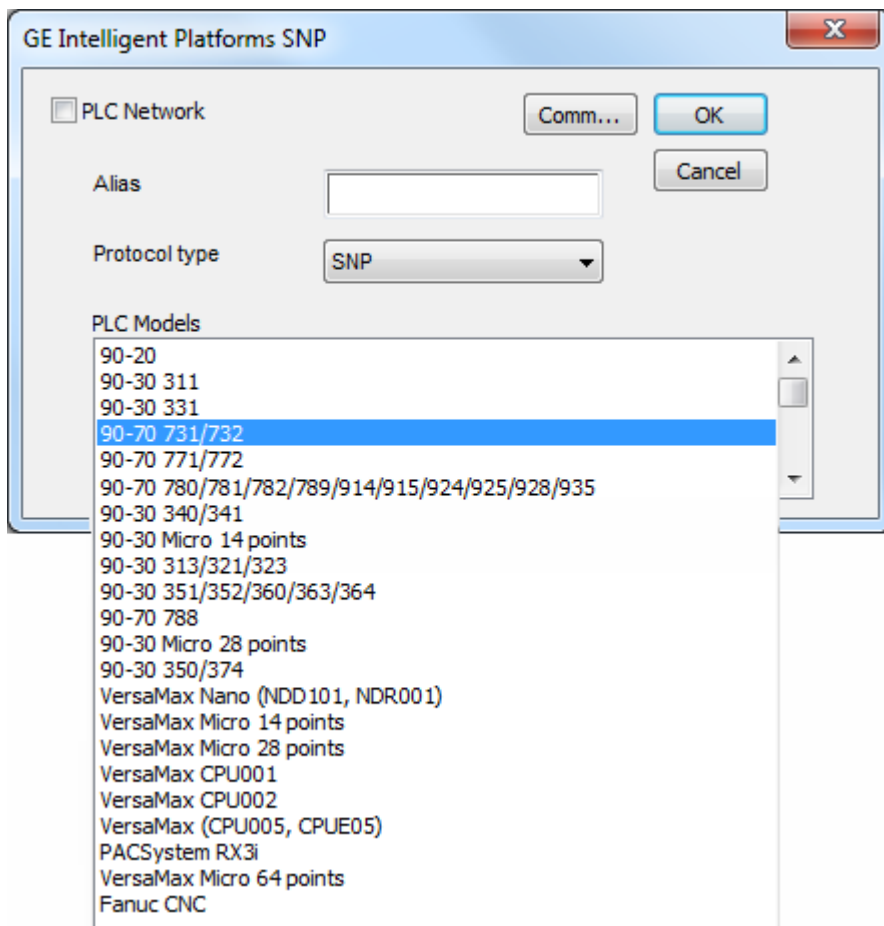 GE Intelligent Platforms SNP
PLC Network
Comm...
OK
Cancel
Alias
Protocol type
SNP
PLC Models
90-20
90-30 311
90-30 331
90-70 731/732
90-70 771/772
90-70 780/781/782/789/914/915/924/925/928/935
90-30 340/341
90-30 Micro 14 points
90-30 313/321/323
90-30 351/352/360/363/364
90-70 788
90-30 Micro 28 points
90-30 350/374
VersaMax Nano (NDD101, NDR001)
VersaMax Micro 14 points
VersaMax Micro 28 points
VersaMax CPU001
VersaMax CPU002
VersaMax (CPU005, CPUE05)
PACSystem RX3i
VersaMax Micro 64 points
Fanuc CNC